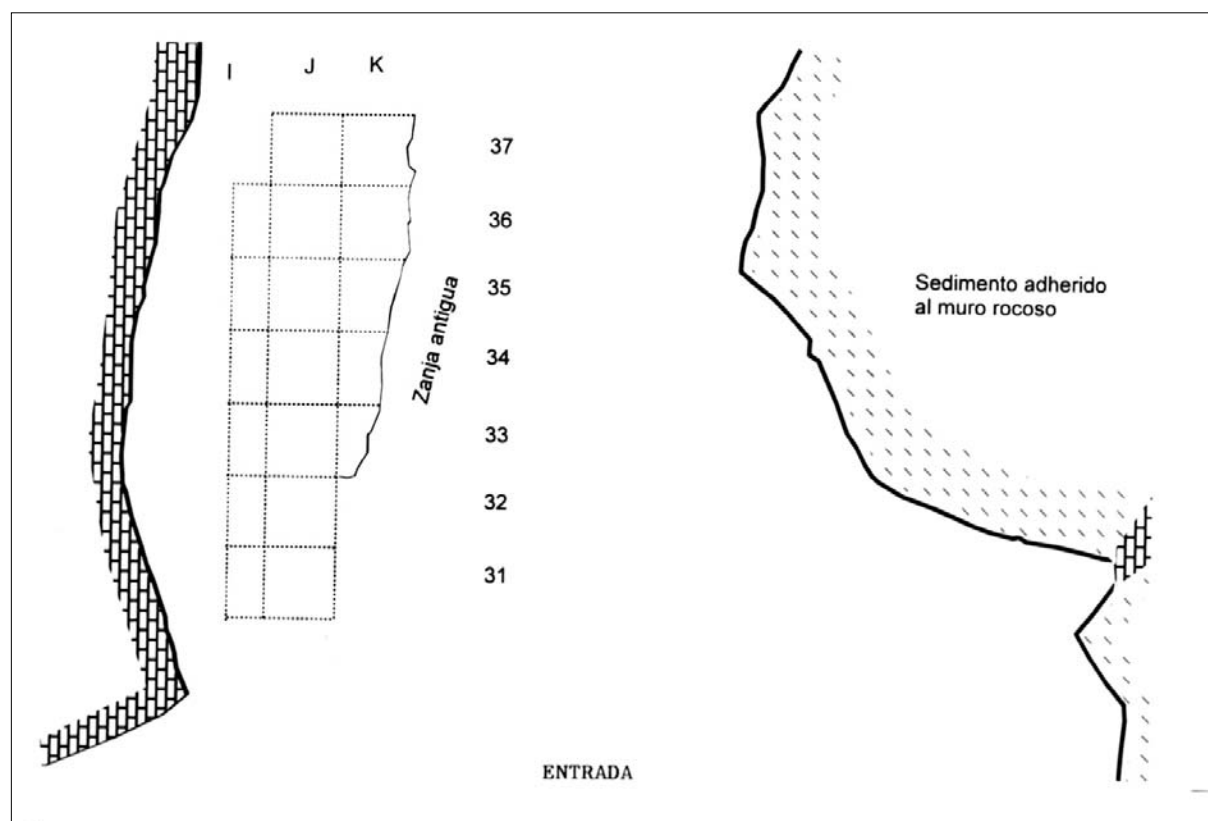 I J K
37
36
35
34
33
32
31
Zanja antigua
Sedimento adherido
al muro rocoso
ENTRADA